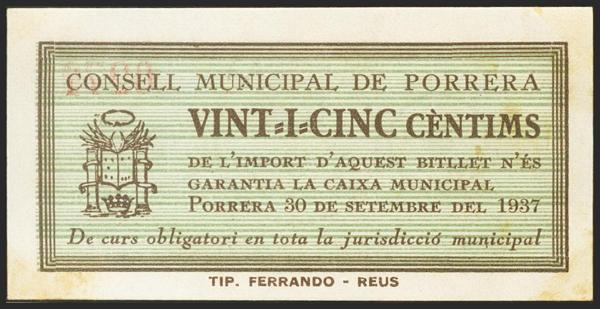 CONSELL MUNICIPAL DE PORRERA
VINT-I-CINC CÈNTIMS
DE L'IMPORT D'AQUEST BITLLET N'ÉS
GARANTIA LA CAIXA MUNICIPAL
PORRERA 30 DE SETEMBRE DEL 1937
De curs obligatori en tota la jurisdicció municipal
TIP. FERRANDO - REUS